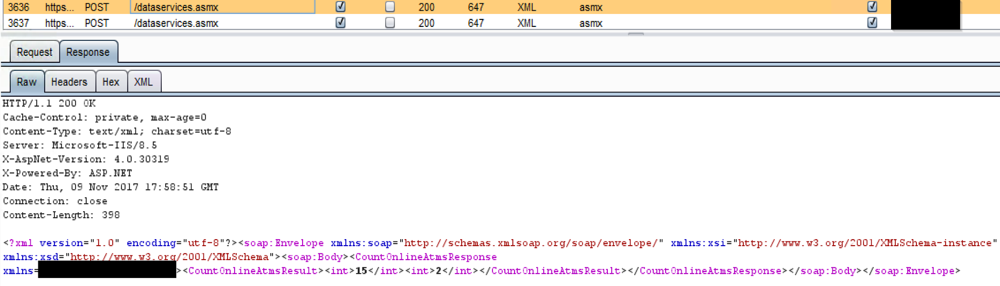 3636 https... POST /dataservices.asmx 200 647 XML asmx
3637 https... POST /dataservices.asmx 200 647 XML asmx
Request Response
Raw Headers Hex XML
HTTP/1.1 200 OK
Cache-Control: private, max-age=0
Content-Type: text/xml; charset=utf-8
Server: Microsoft-IIS/8.5
X-AspNet-Version: 4.0.30319
X-Powered-By: ASP.NET
Date: Thu, 09 Nov 2017 17:58:51 GMT
Connection: close
Content-Length: 398
<?xml version="1.0" encoding="utf-8"?><soap:Envelope xmlns:soap="http://schemas.xmlsoap.org/soap/envelope/" xmlns:xsi="http://www.w3.org/2001/XMLSchema-instance"
xmlns:xsd="http://www.w3.org/2001/XMLSchema"><soap:Body><CountOnlineAtmsResponse
xmlns= ><CountOnlineAtmsResult><int>15</int><int>2</int></CountOnlineAtmsResult></CountOnlineAtmsResponse></soap:Body></soap:Envelope>